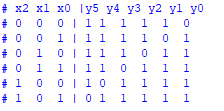 # x2 x1 x0 |y5 y4 y3 y2 y1 y0
# 0 0 0 | 1 1 1 1 1 0
# 0 0 1 | 1 1 1 1 0 1
# 0 1 0 | 1 1 1 0 1 1
# 0 1 1 | 1 1 0 1 1 1
# 1 0 0 | 1 0 1 1 1 1
# 1 0 1 | 0 1 1 1 1 1